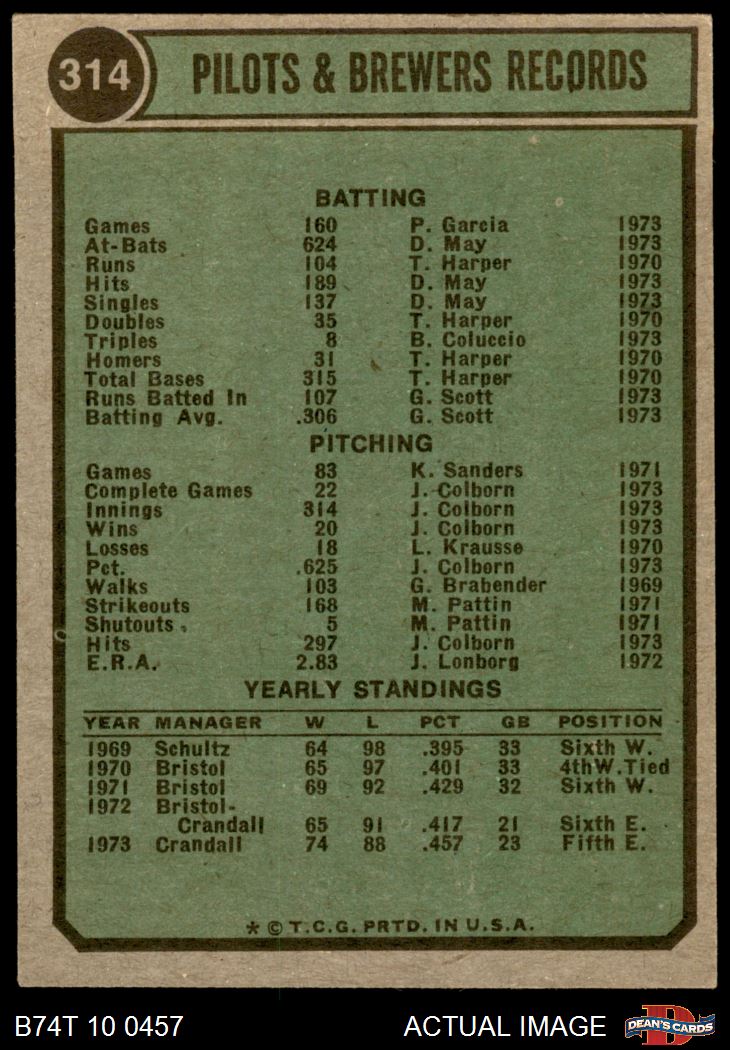 314 PILOTS & BREWERS RECORDS
BATTING
Games 160 P. Garcia 1973
At-Bats 624 D. May 1973
Runs 104 T. Harper 1970
Hits 189 D. May 1973
Singles 137 D. May 1973
Doubles 35 T. Harper 1970
Triples 8 B. Coluccio 1973
Homers 31 T. Harper 1970
Total Bases 315 T. Harper 1970
Runs Batted In 107 G. Scott 1973
Batting Avg. .306 G. Scott 1973
PITCHING
Games 83 K. Sanders 1971
Complete Games 22 J. Colborn 1973
Innings 314 J. Colborn 1973
Wins 20 J. Colborn 1973
Losses 18 L. Krausse 1970
Pct. .625 J. Colborn 1973
Walks 103 G. Brabender 1969
Strikeouts 168 M. Pattin 1971
Shutouts 5 M. Pattin 1971
Hits 297 J. Colborn 1973
E.R.A. 2.83 J. Lonborg 1972
YEARLY STANDINGS
YEAR MANAGER W L PCT GB POSITION
1969 Schultz 64 98 .395 33 Sixth W.
1970 Bristol 65 97 .401 33 4thW.Tied
1971 Bristol 69 92 .429 32 Sixth W.
1972 Bristol-
Crandall 65 91 .417 21 Sixth E.
1973 Crandall 74 88 .457 23 Fifth E.
* © T.C.G. PRTD. IN U.S.A.
B74T 10 0457 ACTUAL IMAGE D DEAN'S CARDS